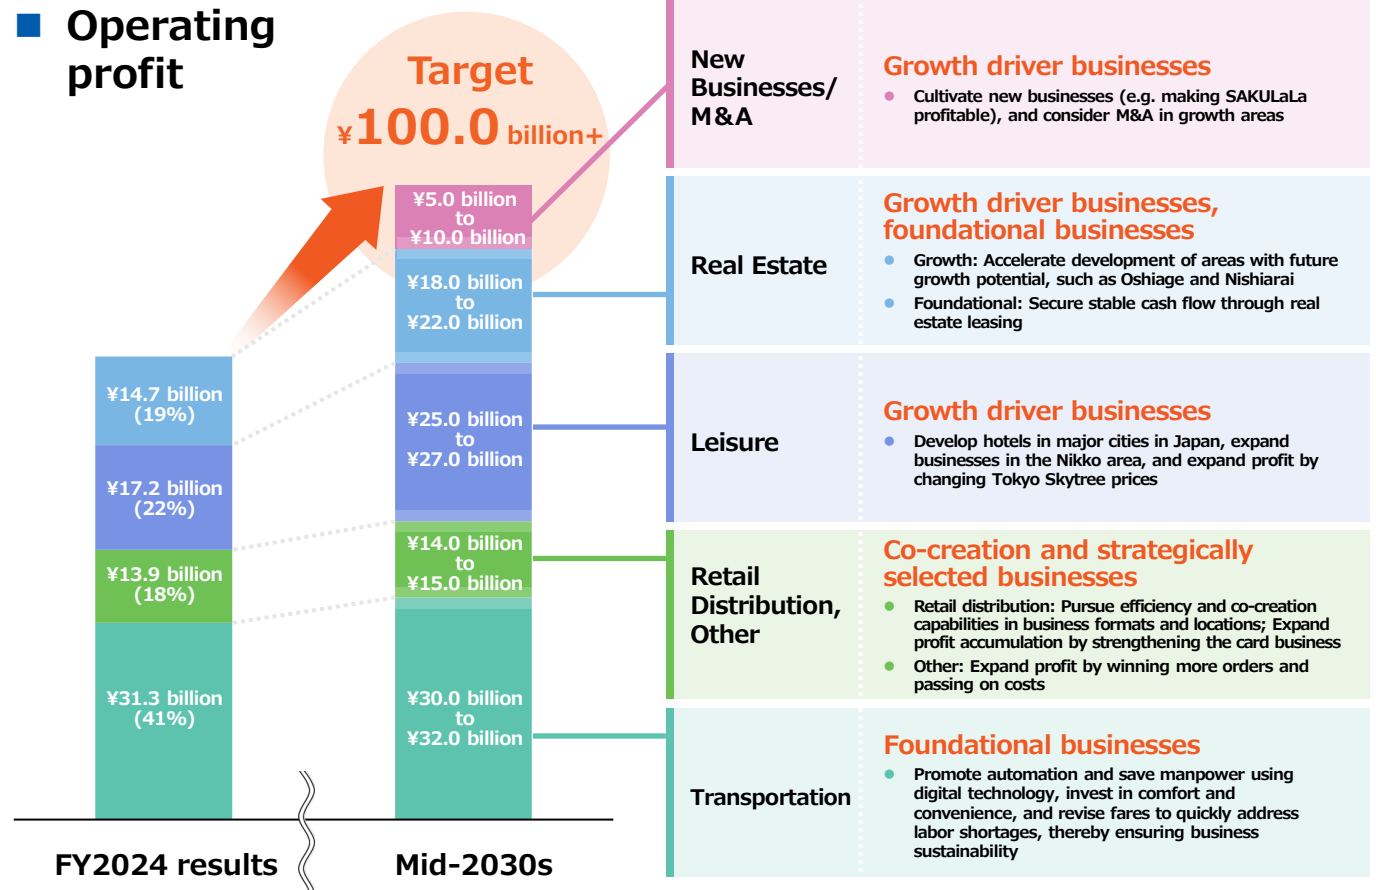 Operating
profit
Target
¥100.0 billion+
¥5.0 billion
to
¥10.0 billion
¥18.0 billion
to
¥22.0 billion
¥25.0 billion
to
¥27.0 billion
¥14.0 billion
to
¥15.0 billion
¥30.0 billion
to
¥32.0 billion
¥14.7 billion
(19%)
¥17.2 billion
(22%)
¥13.9 billion
(18%)
¥31.3 billion
(41%)
FY2024 results
Mid-2030s
New
Businesses/
M&A
Growth driver businesses
● Cultivate new businesses (e.g. making SAKULaLa
profitable), and consider M&A in growth areas
Real Estate
Growth driver businesses,
foundational businesses
● Growth: Accelerate development of areas with future
growth potential, such as Oshiage and Nishiarai
● Foundational: Secure stable cash flow through real
estate leasing
Leisure
Growth driver businesses
● Develop hotels in major cities in Japan, expand
businesses in the Nikko area, and expand profit by
changing Tokyo Skytree prices
Retail
Distribution,
Other
Co-creation and strategically
selected businesses
● Retail distribution: Pursue efficiency and co-creation
capabilities in business formats and locations; Expand
profit accumulation by strengthening the card business
● Other: Expand profit by winning more orders and
passing on costs
Transportation
Foundational businesses
● Promote automation and save manpower using
digital technology, invest in comfort and
convenience, and revise fares to quickly address
labor shortages, thereby ensuring business
sustainability